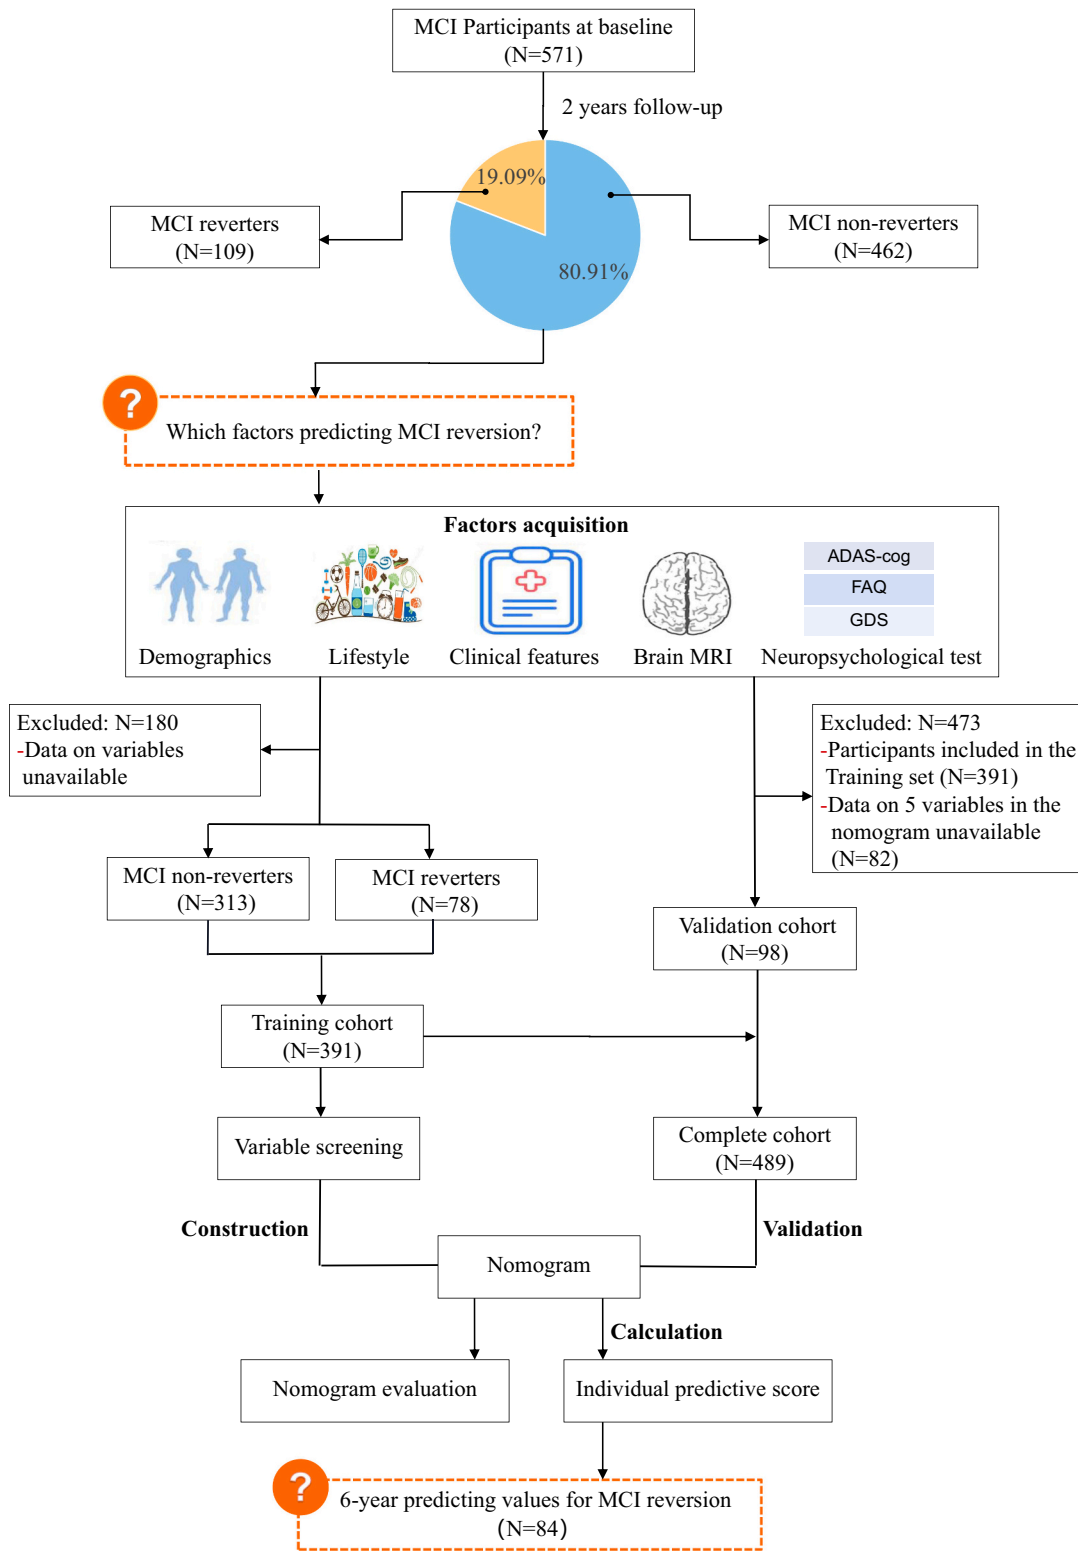 MCI Participants at baseline
(N=571)
2 years follow-up
19.09%
80.91%
MCI reverters
(N=109)
MCI non-reverters
(N=462)
?
Which factors predicting MCI reversion?
Factors acquisition
ADAS-cog
FAQ
GDS
Demographics
Lifestyle
Clinical features
Brain MRI
Neuropsychological test
Excluded: N=180
-Data on variables
unavailable
Excluded: N=473
-Participants included in the
Training set (N=391)
-Data on 5 variables in the
nomogram unavailable
(N=82)
MCI non-reverters
(N=313)
MCI reverters
(N=78)
Validation cohort
(N=98)
Training cohort
(N=391)
Variable screening
Complete cohort
(N=489)
Construction
Validation
Nomogram
Calculation
Nomogram evaluation
Individual predictive score
?
6-year predicting values for MCI reversion
(N=84)